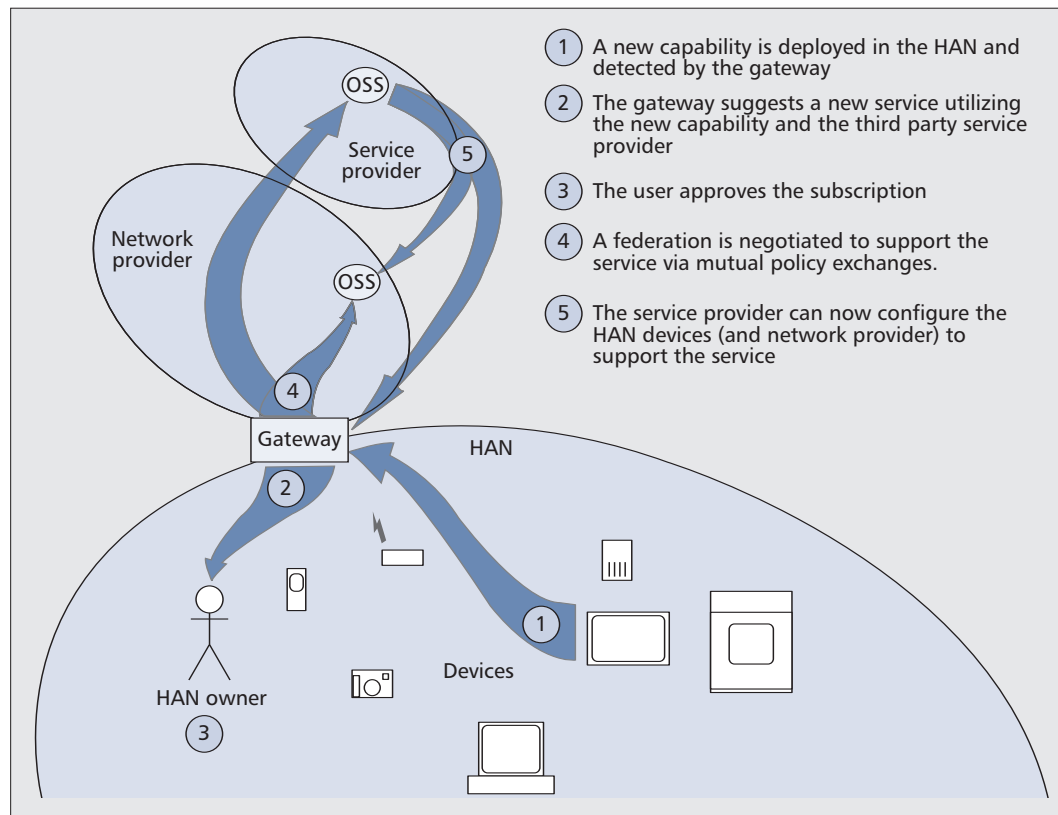 OSS
Service
provider
5
Network
provider
OSS
4
Gateway
HAN
2
1
Devices
HAN owner
3
1 A new capability is deployed in the HAN and
detected by the gateway
2 The gateway suggests a new service utilizing
the new capability and the third party service
provider
3 The user approves the subscription
4 A federation is negotiated to support the
service via mutual policy exchanges.
5 The service provider can now configure the
HAN devices (and network provider) to
support the service